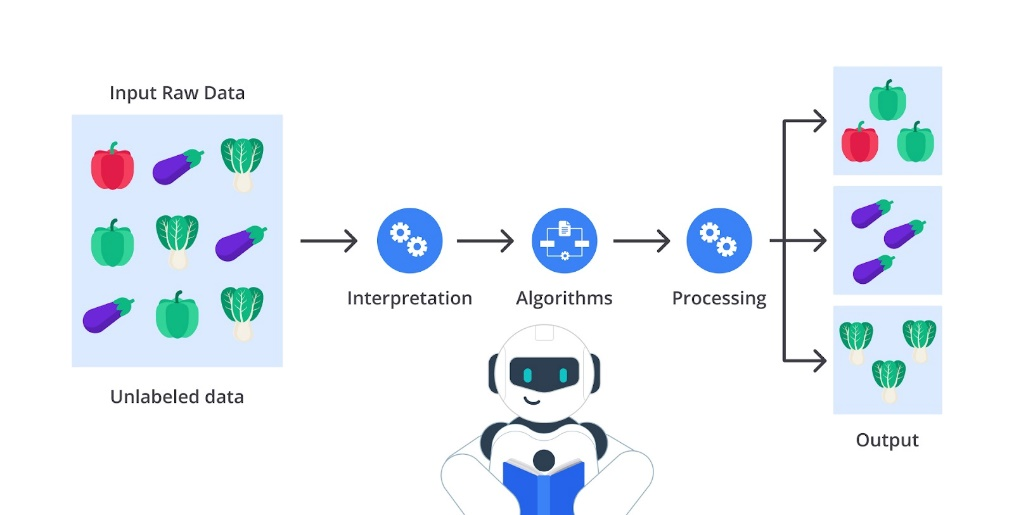 Input Raw Data
Unlabeled data
Interpretation
Algorithms
Processing
Output